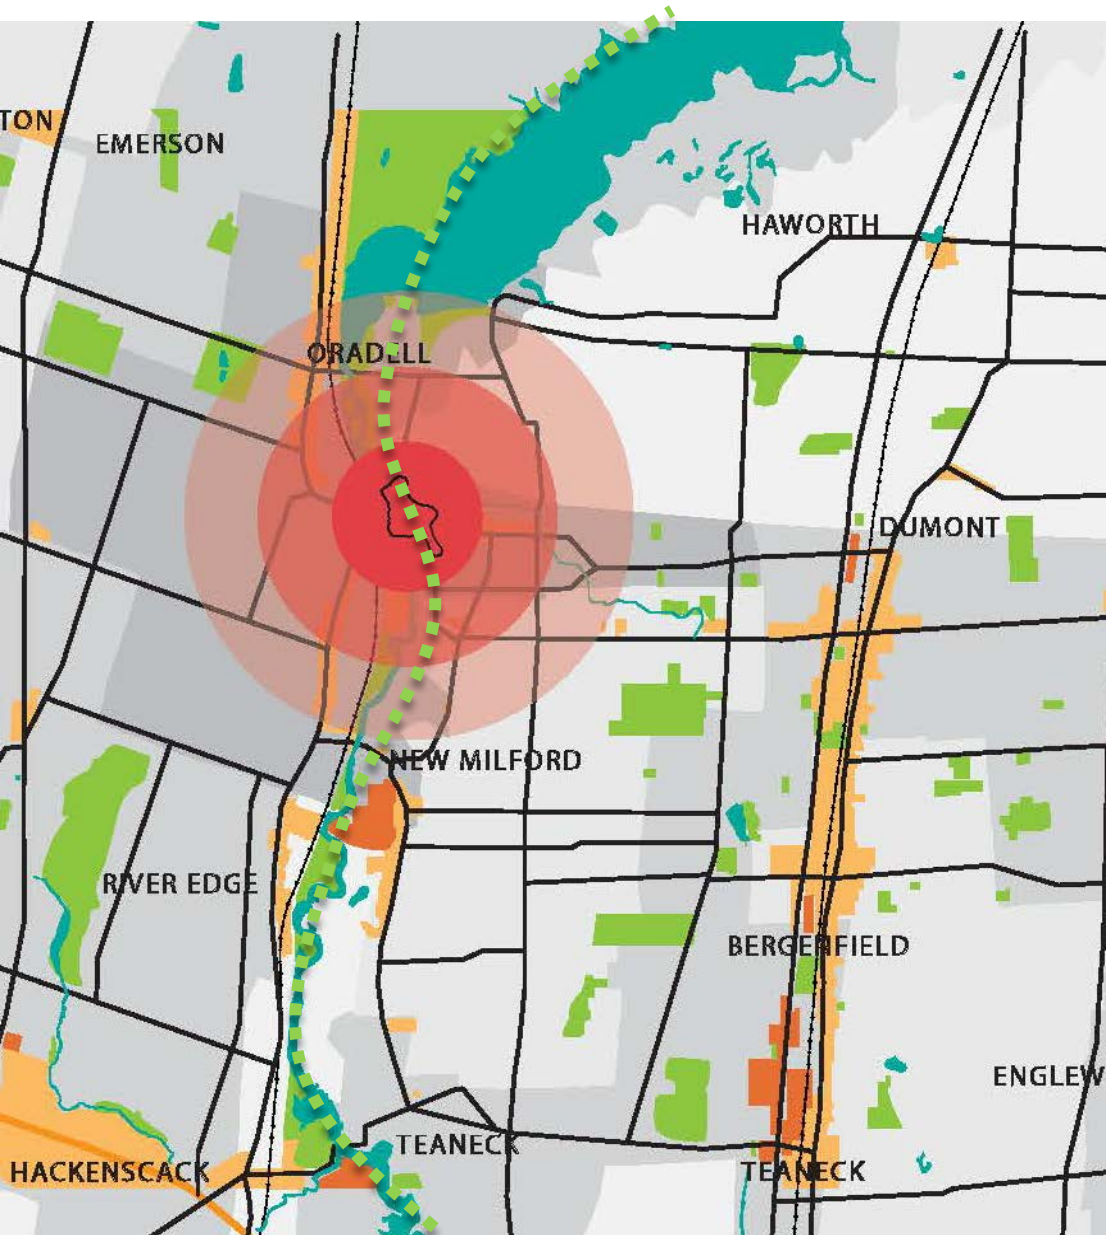 TON
EMERSON
HAWORTH
ORADELL
DUMONT
NEW MILFORD
RIVER EDGE
BERGENFIELD
ENGLEW
TEANECK
HACKENSCACK
TEANECK